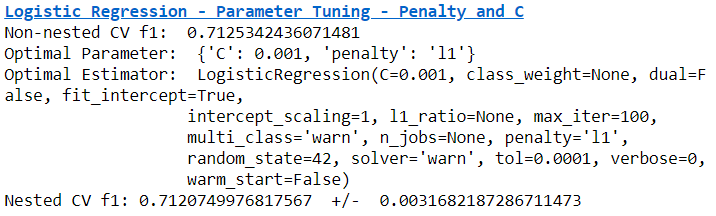 Logistic Regression - Parameter Tuning - Penalty and C
Non-nested CV f1:  0.7125342436071481
Optimal Parameter:  {'C': 0.001, 'penalty': 'l1'}
Optimal Estimator:  LogisticRegression(C=0.001, class_weight=None, dual=F
alse, fit_intercept=True,
                   intercept_scaling=1, l1_ratio=None, max_iter=100,
                   multi_class='warn', n_jobs=None, penalty='l1',
                   random_state=42, solver='warn', tol=0.0001, verbose=0,
                   warm_start=False)
Nested CV f1: 0.7120749976817567  +/-  0.0031682187286711473